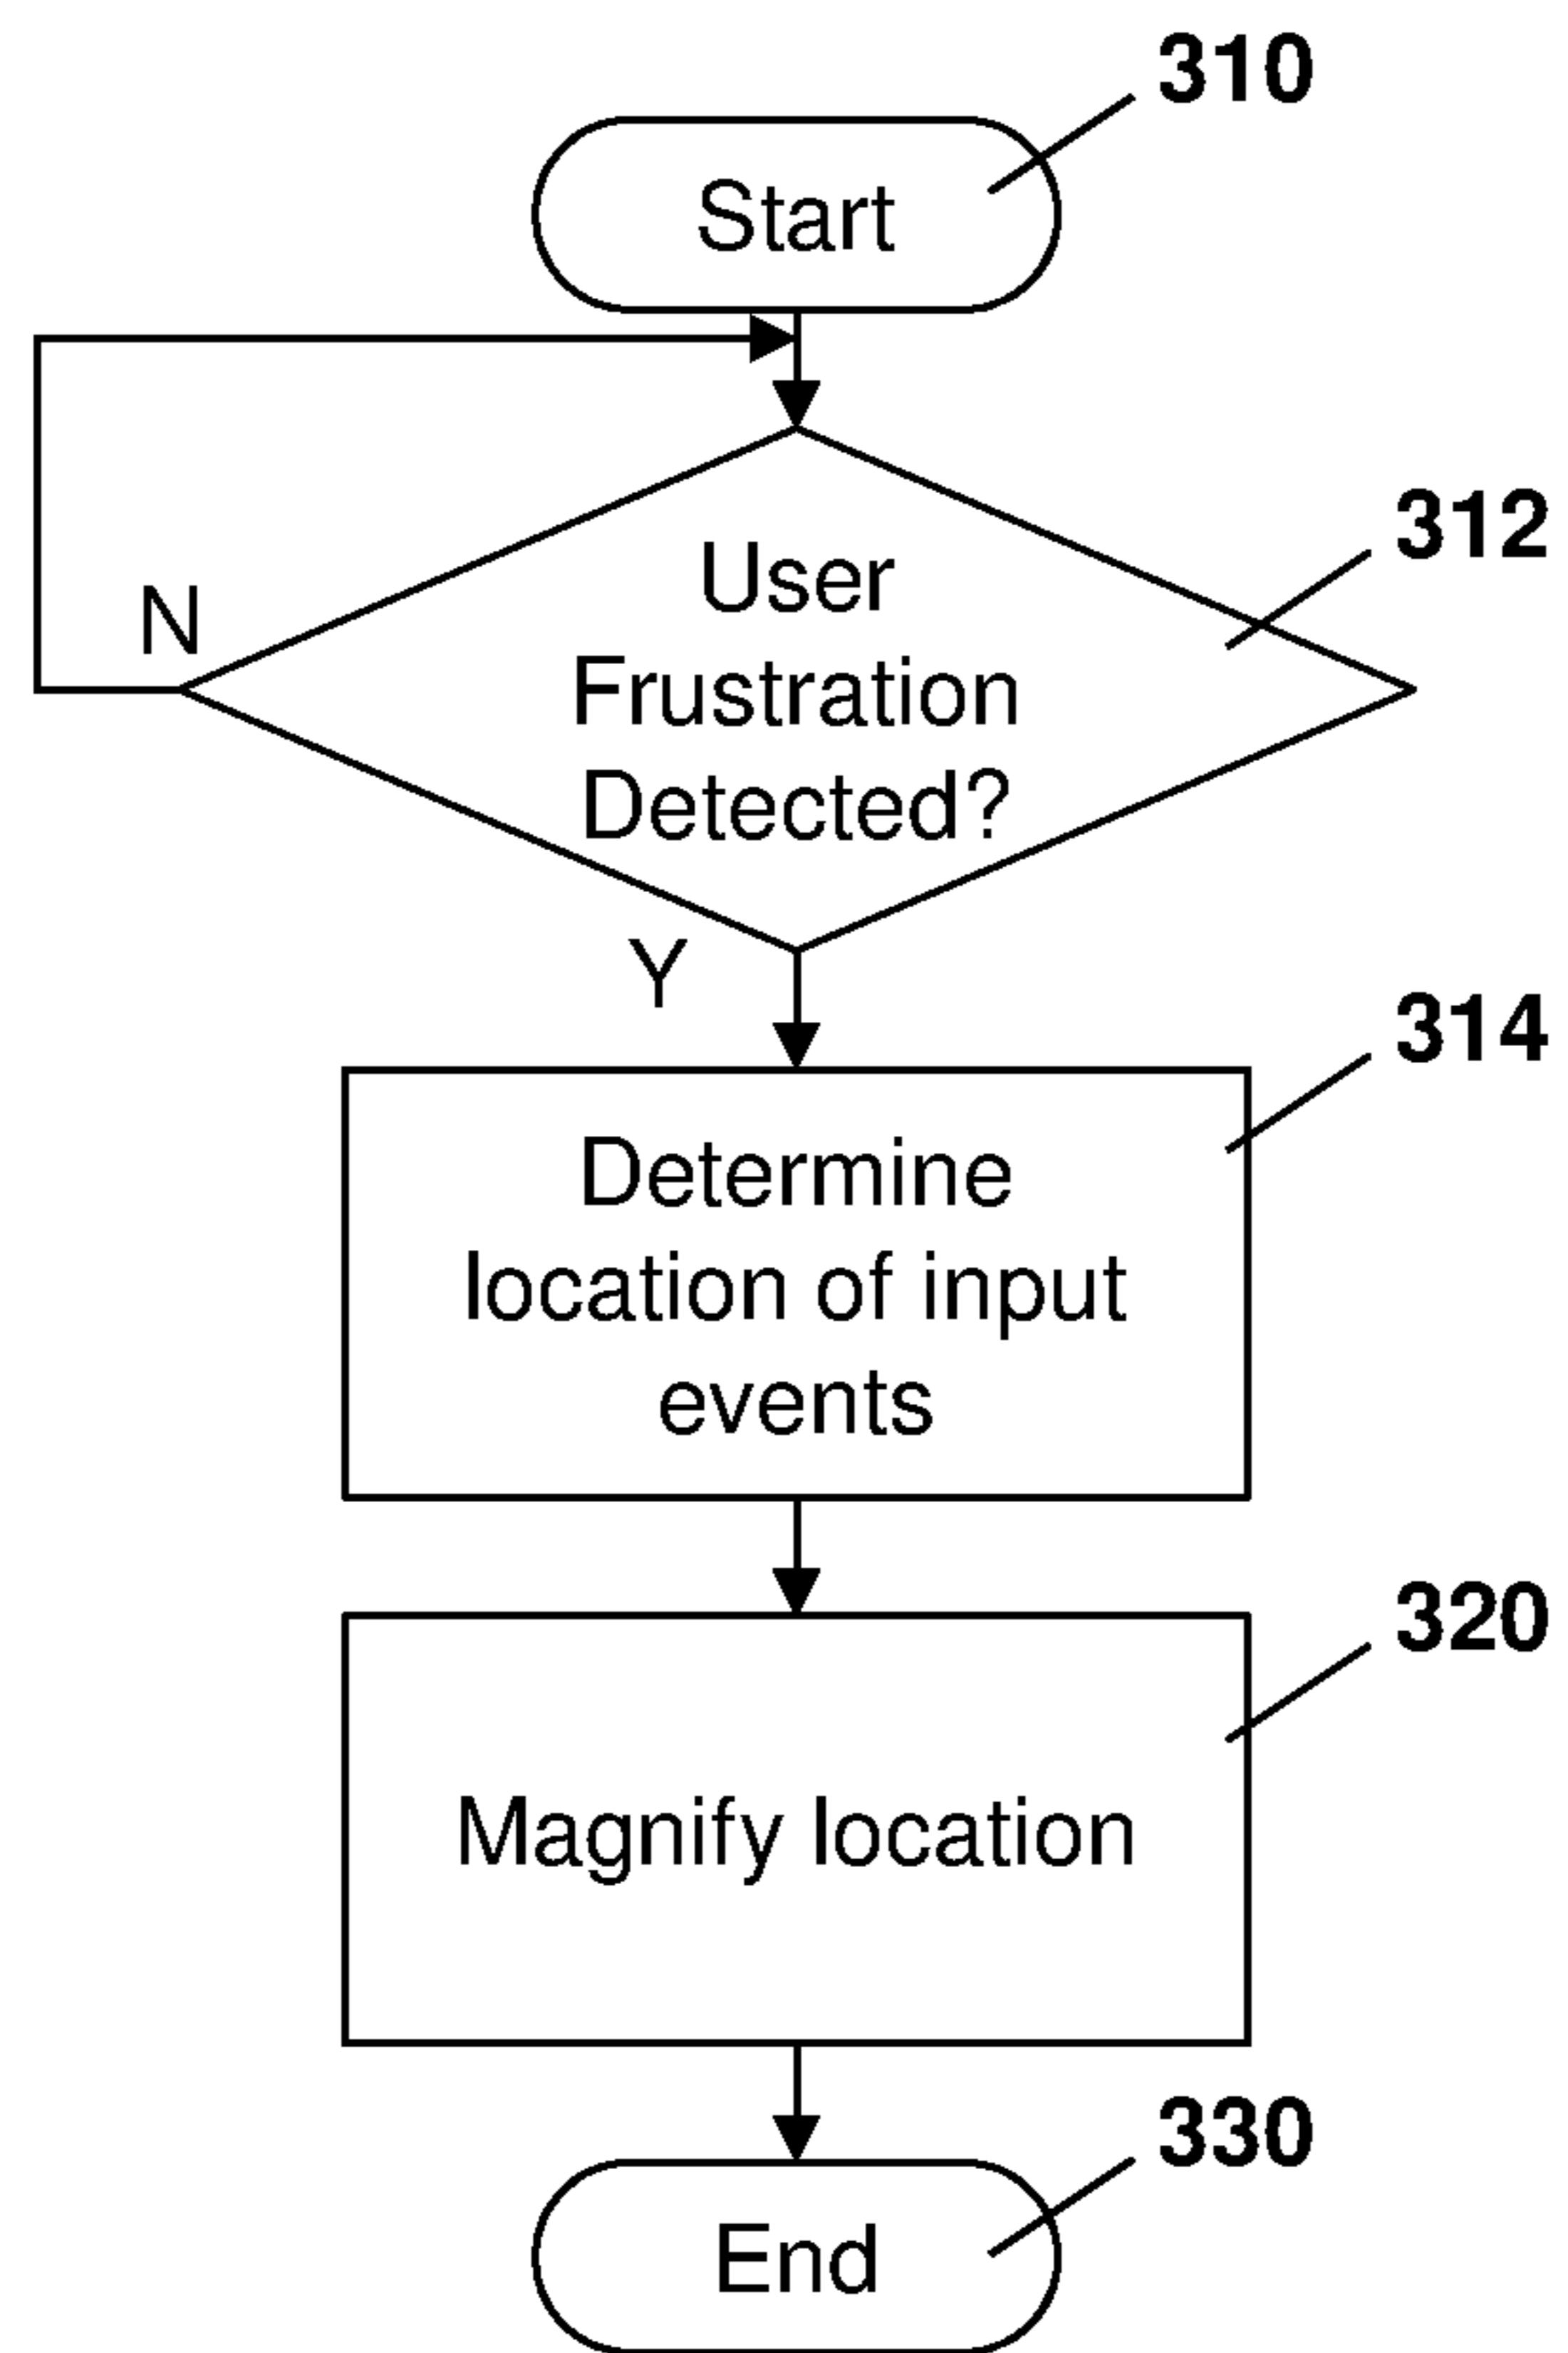 310
Start
312
User
Frustration
Detected?
N
Y
314
Determine
location of input
events
320
Magnify location
330
End